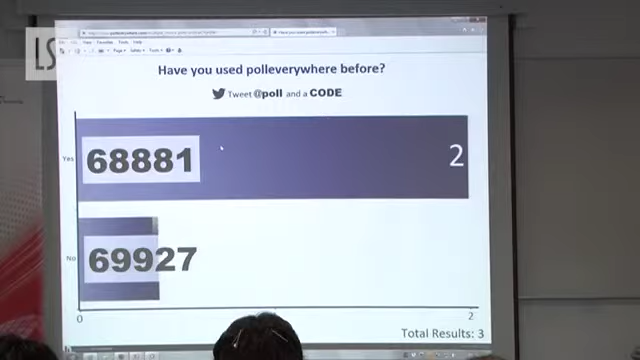 LS
Have you used polleverywhere before?
Tweet @poll and a CODE
Yes
68881
2
No
69927
0
2
Total Results: 3